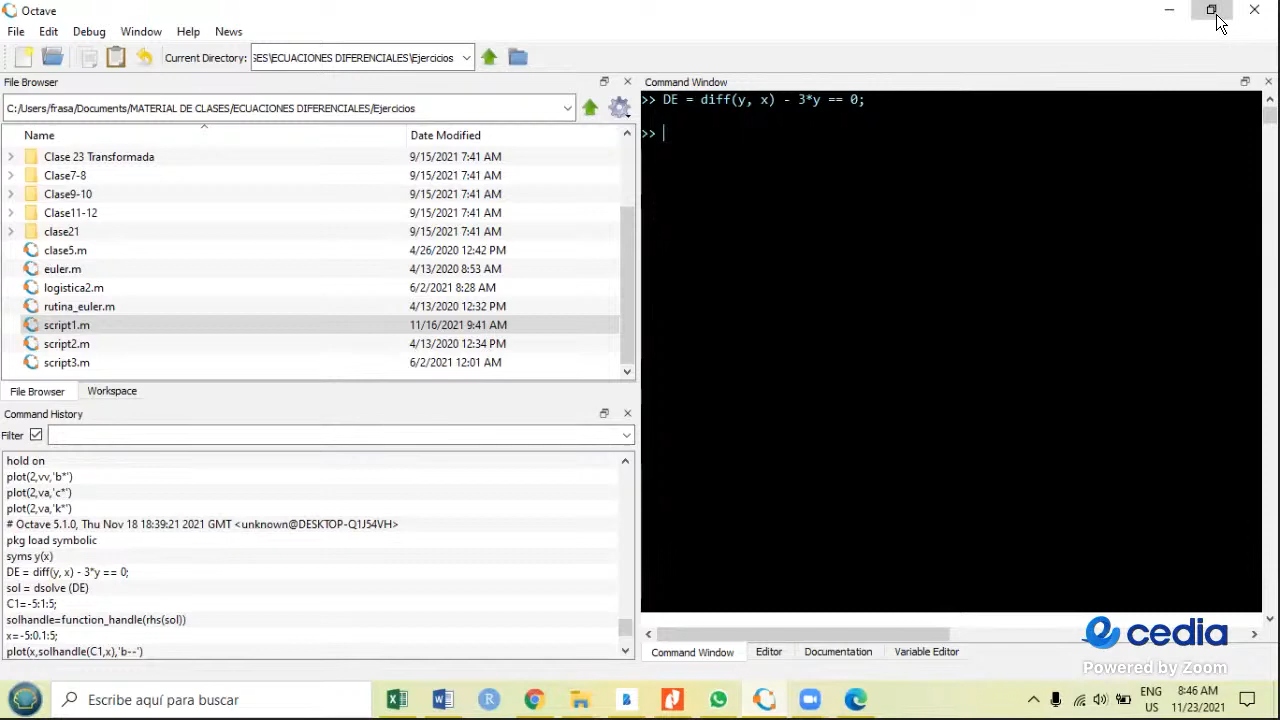 Octave
File Edit Debug Window Help News
Current Directory: SES\ECUACIONES DIFERENCIALES\Ejercicios
File Browser
C:/Users/frasa/Documents/MATERIAL DE CLASES/ECUACIONES DIFERENCIALES/Ejercicios
Name Date Modified
Clase 23 Transformada 9/15/2021 7:41 AM
Clase7-8 9/15/2021 7:41 AM
Clase9-10 9/15/2021 7:41 AM
Clase11-12 9/15/2021 7:41 AM
clase21 9/15/2021 7:41 AM
clase5.m 4/26/2020 12:42 PM
euler.m 4/13/2020 8:53 AM
logistica2.m 6/2/2021 8:28 AM
rutina_euler.m 4/13/2020 12:32 PM
script1.m 11/16/2021 9:41 AM
script2.m 4/13/2020 12:34 PM
script3.m 6/2/2021 12:01 AM
File Browser Workspace
Command History
Filter
hold on
plot(2,vv,'b*')
plot(2,va,'c*')
plot(2,va,'k*')
# Octave 5.1.0, Thu Nov 18 18:39:21 2021 GMT <unknown@DESKTOP-Q1J54VH>
pkg load symbolic
syms y(x)
DE = diff(y, x) - 3*y == 0;
sol = dsolve (DE)
C1=-5:1:5;
solhandle=function_handle(rhs(sol))
x=-5:0.1:5;
plot(x,solhandle(C1,x),'b--')
Command Window
>> DE = diff(y, x) - 3*y == 0;
>>
Command Window Editor Documentation Variable Editor
cedia
Powered by Zoom
Escribe aquí para buscar
ENG
US
8:46 AM
11/23/2021